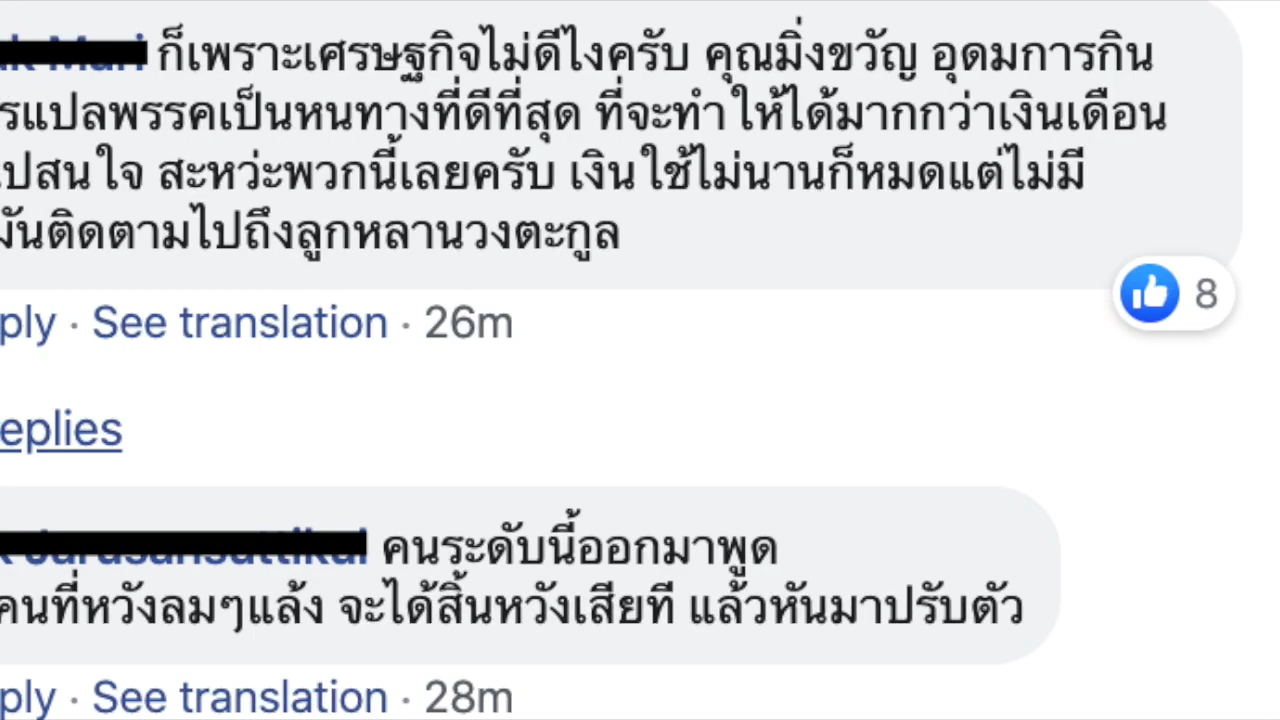 ก็เพราะเศรษฐกิจไม่ดีไงครับ คุณมิ่งขวัญ อุดมการกิน
รแปลพรรคเป็นหนทางที่ดีที่สุด ที่จะทำให้ได้มากกว่าเงินเดือน
ปสนใจ สะหว่ะพวกนี้เลยครับ เงินใช้ไม่นานก็หมดแต่ไม่มี
มันติดตามไปถึงลูกหลานวงตะกูล
8
ply · See translation · 26m
eplies
คนระดับนี้ออกมาพูด
คนที่หวังลมๆแล้ง จะได้สิ้นหวังเสียที แล้วหันมาปรับตัว
ply · See translation · 28m